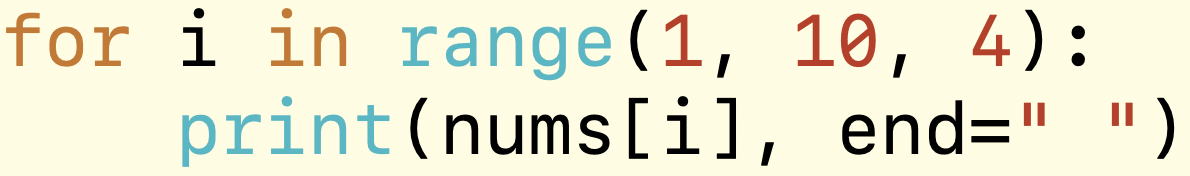 for i in range(1, 10, 4):
    print(nums[i], end=" ")